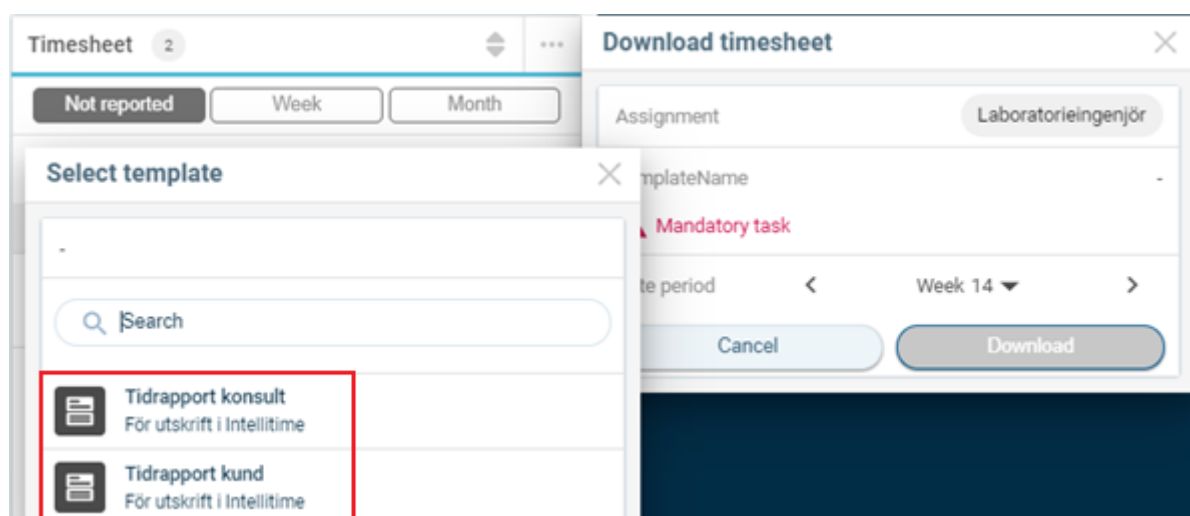 Timesheet 2
Not reported Week Month
Select template
-
Search
Tidrapport konsult
För utskrift i Intellitime
Tidrapport kund
För utskrift i Intellitime
Download timesheet
Assignment Laboratorieingenjör
mplateName -
Mandatory task
te period < Week 14 >
Cancel Download